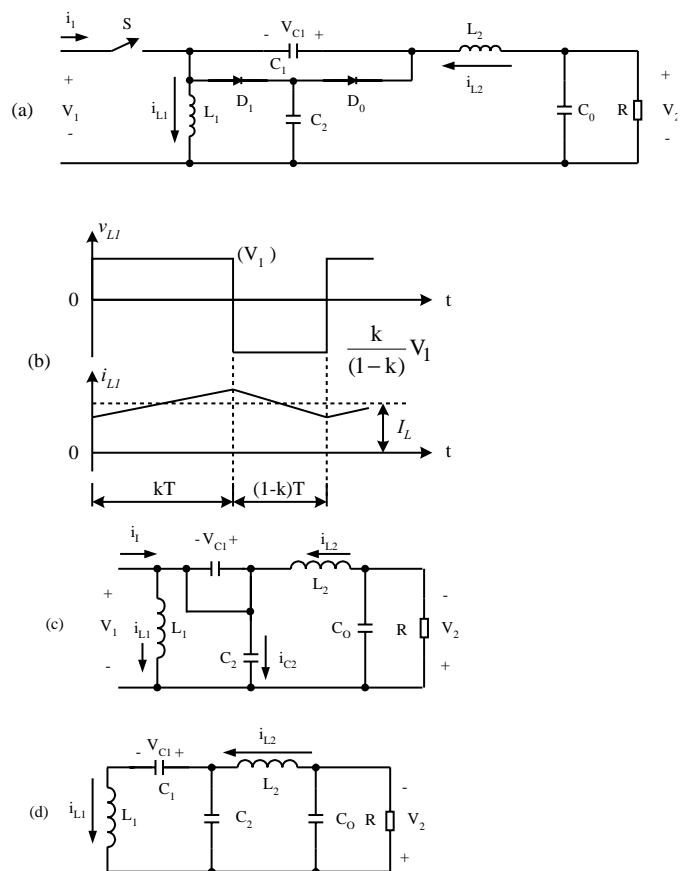 i1 S - VC1 + L2
C1
+ D1 D0 iL2 +
(a) V1 iL1 L1 C2 C0 R V2
- -
vL1
(V1)
0 t
(b)
k
(1-k) V1
iL1
IL
0 t
kT (1-k)T
iI - VC1 + iL2
L2
+ -
(c) V1 iL1 L1 C2 iC2 CO R V2
- +
- VC1 + iL2
C1 L2
-
(d) iL1 L1 C2 CO R V2
+